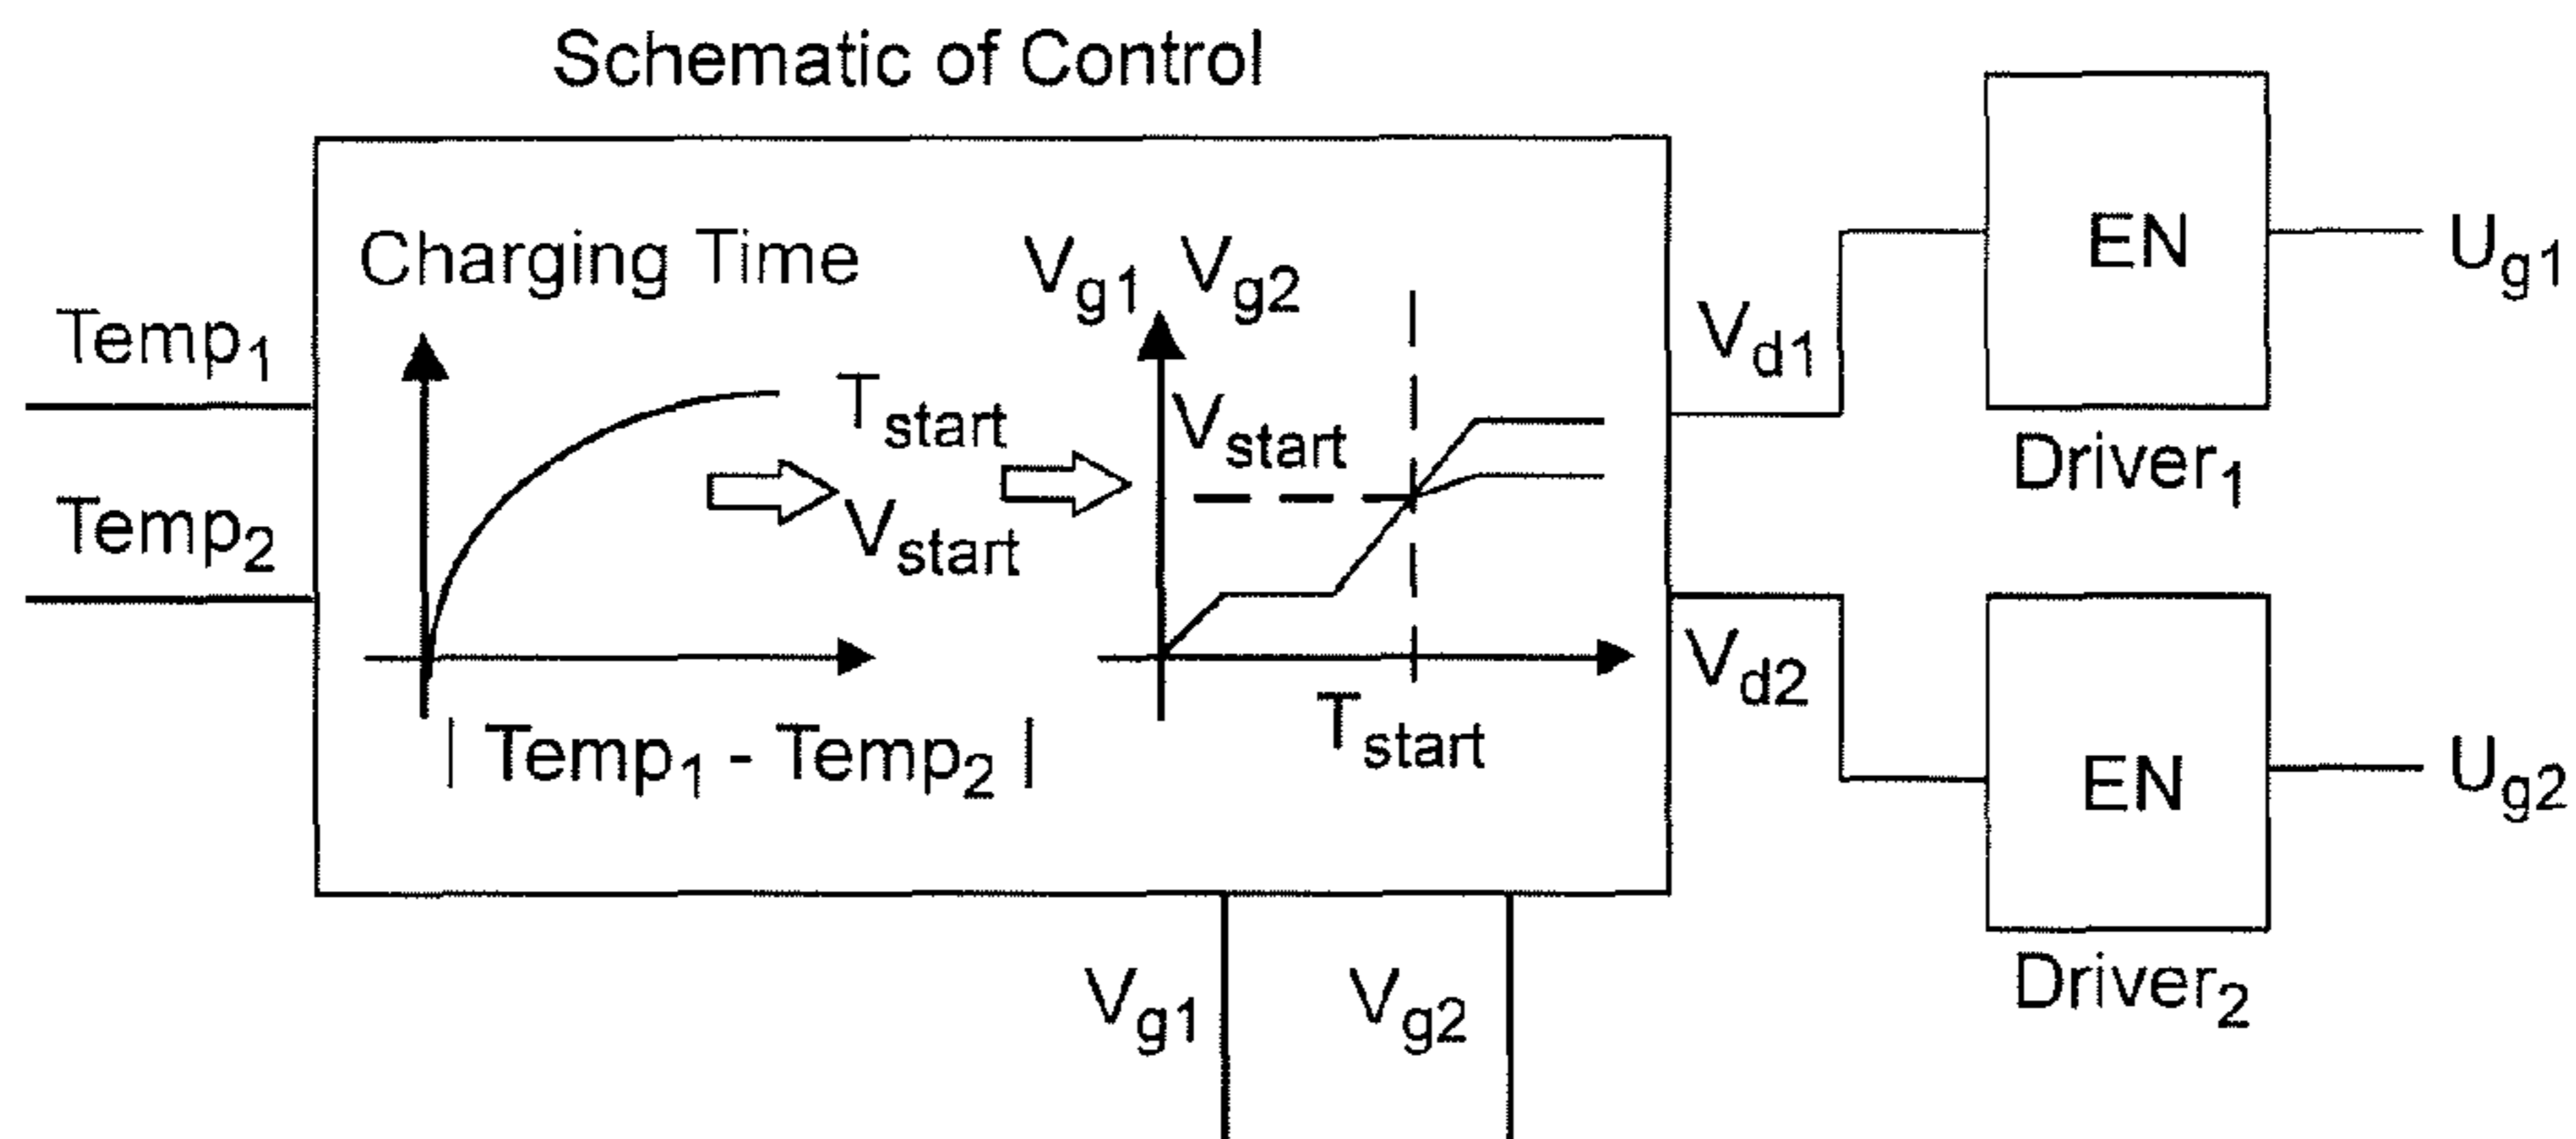 Schematic of Control
Temp1
Temp2
Charging Time
Tstart
Vstart
| Temp1 - Temp2 |
Vg1 Vg2
Vstart
Tstart
Vd1
Vd2
EN
Driver1
Ug1
EN
Driver2
Ug2
Vg1
Vg2